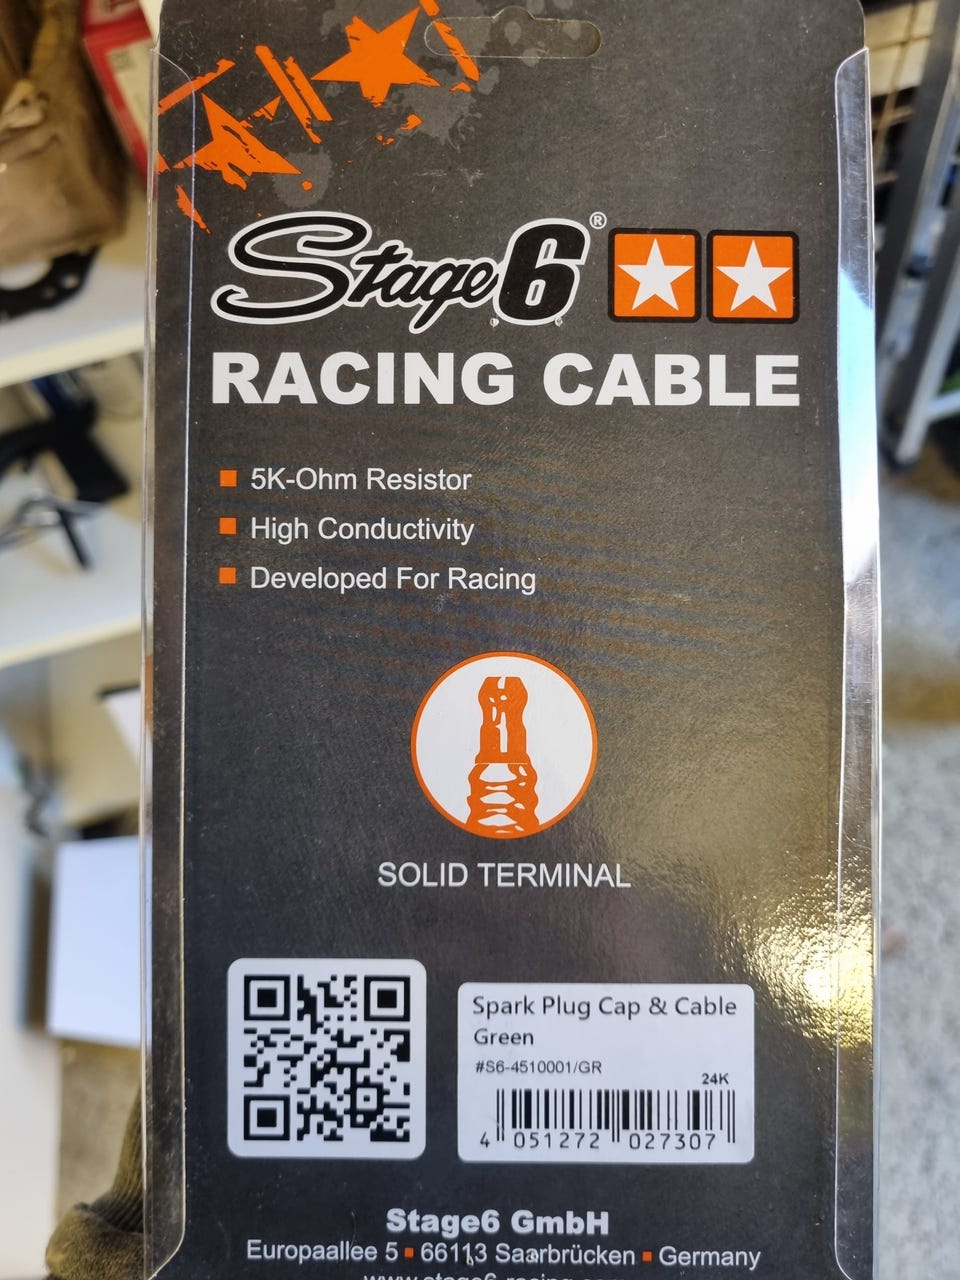 Stage6®
RACING CABLE
5K-Ohm Resistor
High Conductivity
Developed For Racing
SOLID TERMINAL
Spark Plug Cap & Cable
Green
#S6-4510001/GR
24K
4 051272 027307
Stage6 GmbH
Europaallee 5 ▪ 66113 Saarbrücken ▪ Germany